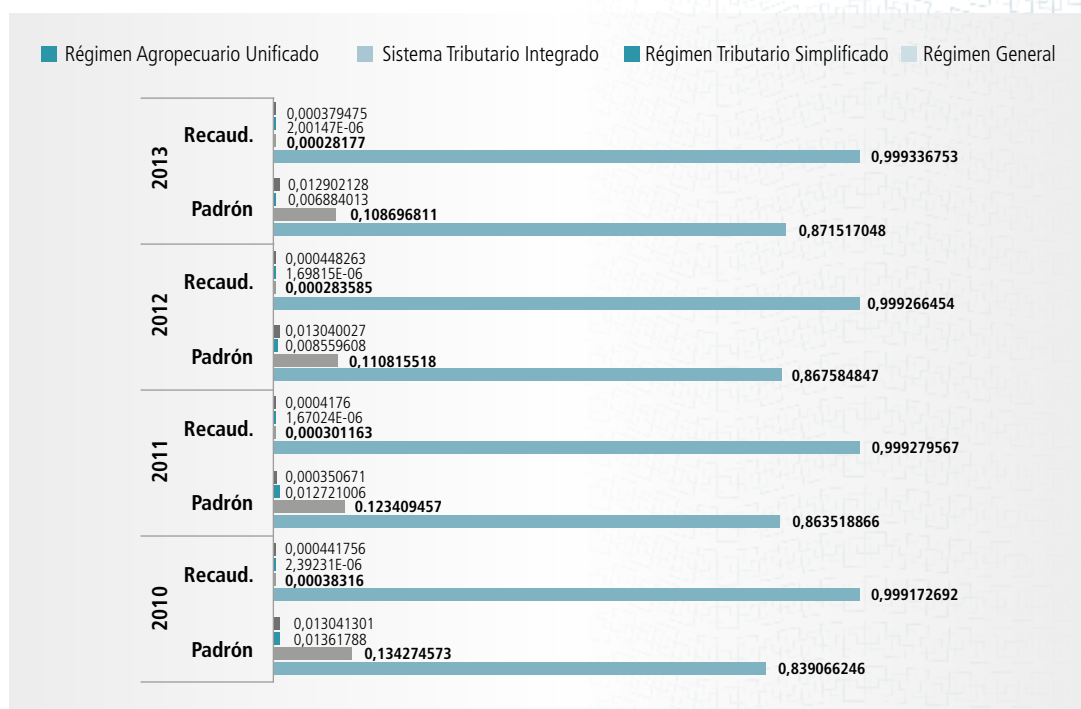 Régimen Agropecuario Unificado Sistema Tributario Integrado Régimen Tributario Simplificado Régimen General
2013
Recaud.
0,000379475
2,00147E-06
0,00028177
0,999336753
Padrón
0,012902128
0,006884013
0,108696811
0,871517048
2012
Recaud.
0,000448263
1,69815E-06
0,000283585
0,999266454
Padrón
0,013040027
0,008559608
0,110815518
0,867584847
2011
Recaud.
0,0004176
1,67024E-06
0,000301163
0,999279567
Padrón
0,000350671
0,012721006
0.123409457
0,863518866
2010
Recaud.
0,000441756
2,39231E-06
0,00038316
0,999172692
Padrón
0,013041301
0,01361788
0,134274573
0,839066246